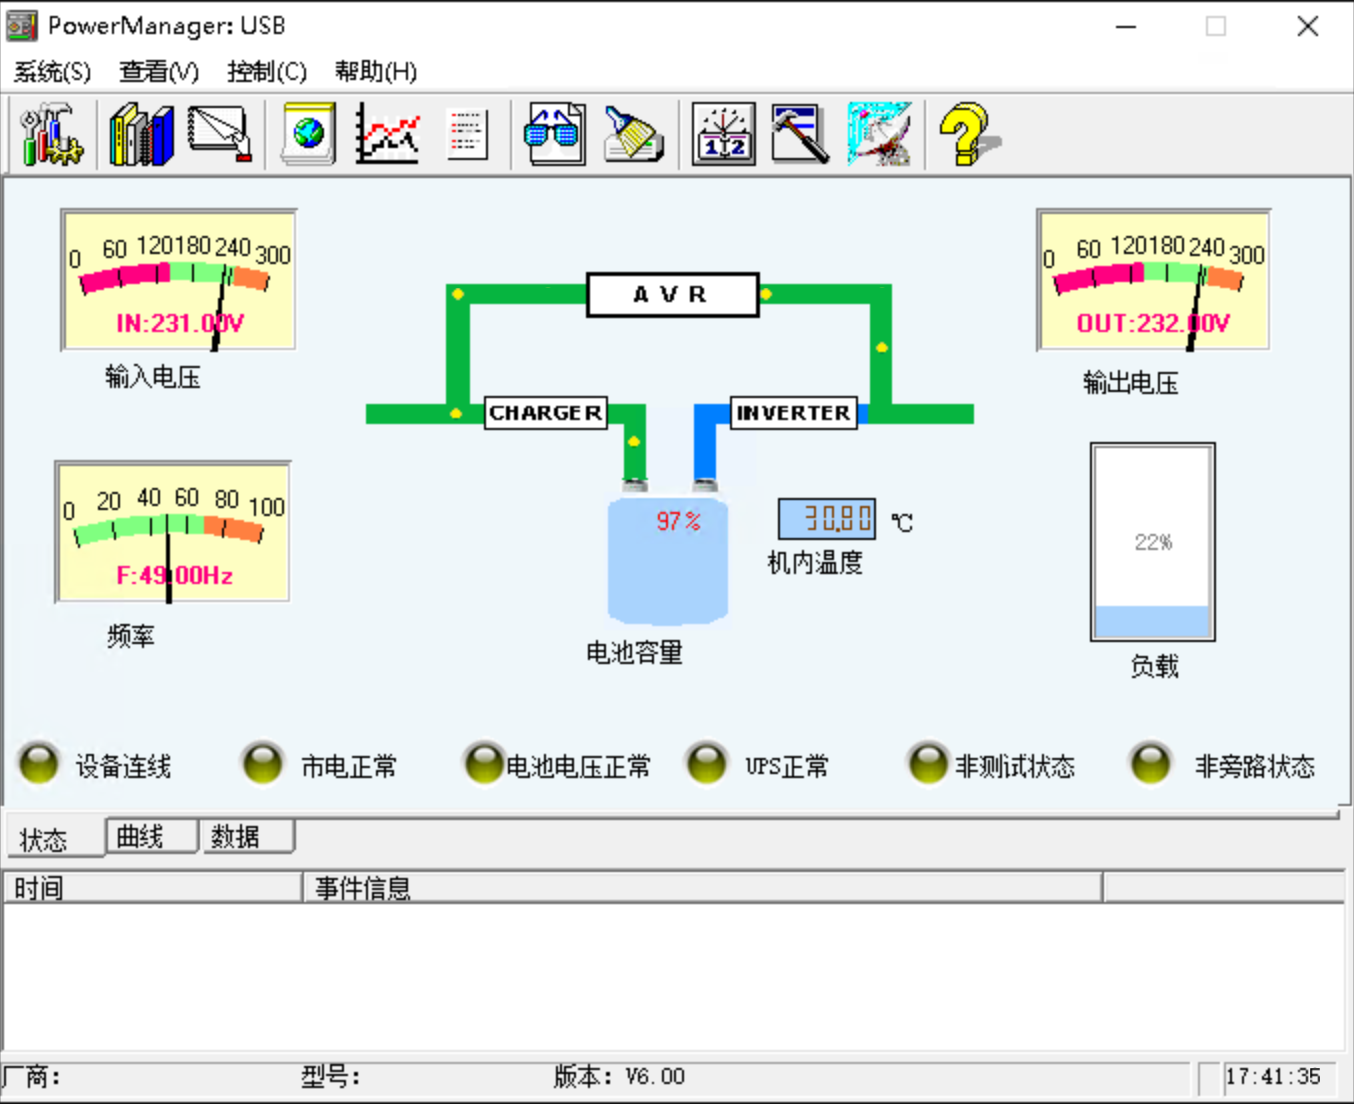 PowerManager: USB
系统(S) 查看(V) 控制(C) 帮助(H)
0 60 120 180 240 300
IN:231.00V
输入电压
AVR
0 60 120 180 240 300
OUT:232.00V
输出电压
CHARGER
INVERTER
0 20 40 60 80 100
F:49.00Hz
频率
97%
电池容量
30.80 ℃
机内温度
22%
负载
设备连线 市电正常 电池电压正常 UPS正常 非测试状态 非旁路状态
状态 曲线 数据
时间 事件信息
厂商: 型号: 版本: V6.00 17:41:35